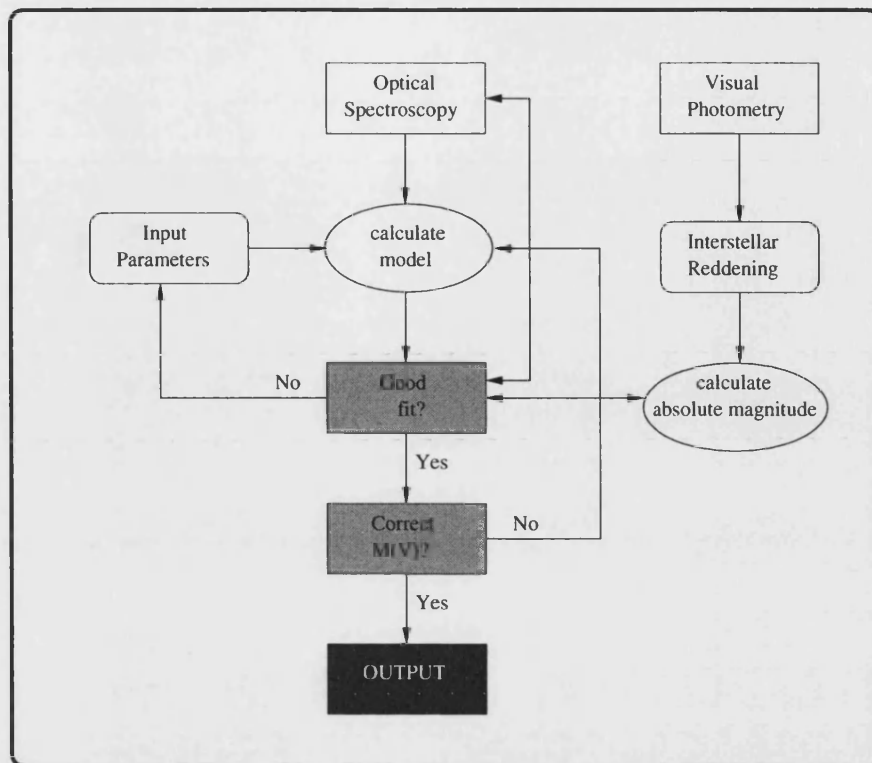 Optical
Spectroscopy
Visual
Photometry
Input
Parameters
calculate
model
Interstellar
Reddening
No
Good
fit?
calculate
absolute magnitude
Yes
Correct
M(V)?
No
Yes
OUTPUT